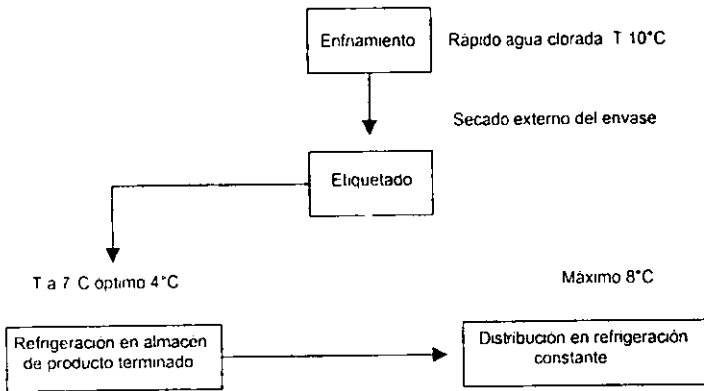 Enfriamiento
Rápido agua clorada T 10°C
Secado externo del envase
Etiquetado
T a 7 C óptimo 4°C
Máximo 8°C
Refrigeración en almacén
de producto terminado
Distribución en refrigeración
constante